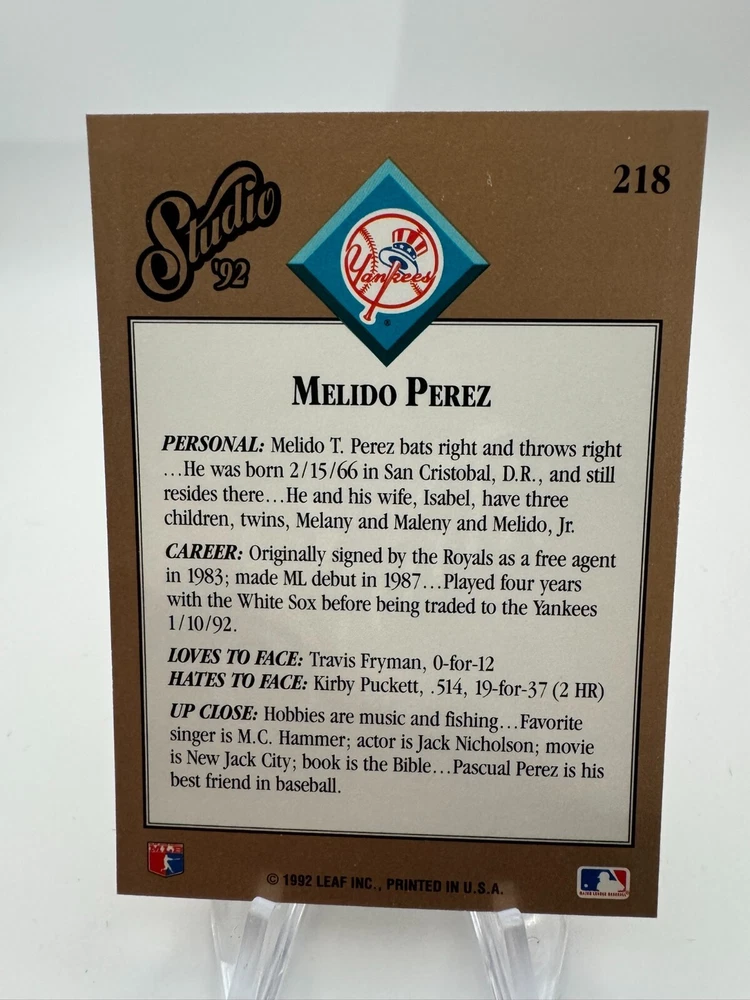 Studio
'92
218
Yankees
MELIDO PEREZ
PERSONAL: Melido T. Perez bats right and throws right
...He was born 2/15/66 in San Cristobal, D.R., and still
resides there...He and his wife, Isabel, have three
children, twins, Melany and Maleny and Melido, Jr.
CAREER: Originally signed by the Royals as a free agent
in 1983; made ML debut in 1987...Played four years
with the White Sox before being traded to the Yankees
1/10/92.
LOVES TO FACE: Travis Fryman, 0-for-12
HATES TO FACE: Kirby Puckett, .514, 19-for-37 (2 HR)
UP CLOSE: Hobbies are music and fishing...Favorite
singer is M.C. Hammer; actor is Jack Nicholson; movie
is New Jack City; book is the Bible...Pascual Perez is his
best friend in baseball.
© 1992 LEAF INC., PRINTED IN U.S.A.
MAJOR LEAGUE BASEBALL